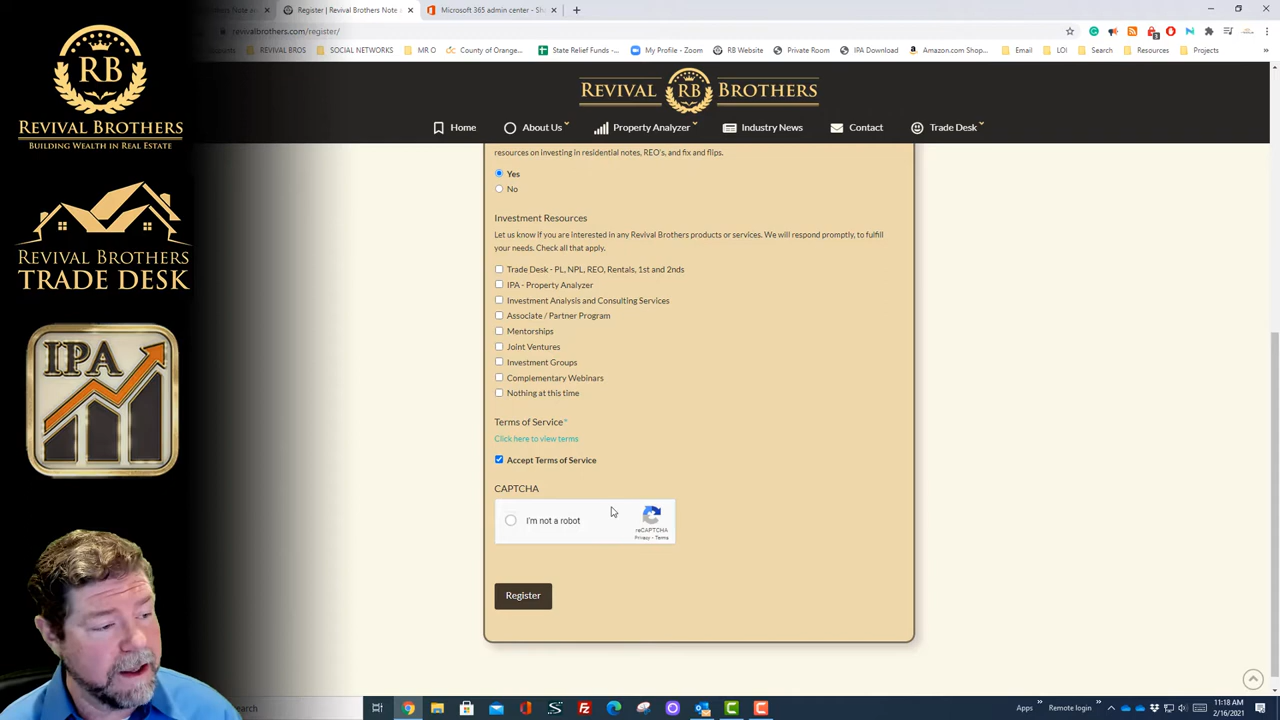 Register | Revival Brothers Note
Microsoft 365 admin center - Sh
revivalbrothers.com/register/
REVIVAL BROS
SOCIAL NETWORKS
MR O
County of Orange...
State Relief Funds -...
My Profile - Zoom
RB Website
Private Room
IPA Download
Amazon.com Shop...
Email
LOI
Search
Resources
Projects
RB
REVIVAL BROTHERS
BUILDING WEALTH IN REAL ESTATE
REVIVAL RB BROTHERS
Home
About Us
Property Analyzer
Industry News
Contact
Trade Desk
resources on investing in residential notes, REO's, and fix and flips.
Yes
No
Investment Resources
Let us know if you are interested in any Revival Brothers products or services. We will respond promptly, to fulfill
your needs. Check all that apply.
Trade Desk - PL, NPL, REO, Rentals, 1st and 2nds
IPA - Property Analyzer
Investment Analysis and Consulting Services
Associate / Partner Program
Mentorships
Joint Ventures
Investment Groups
Complementary Webinars
Nothing at this time
Terms of Service*
Click here to view terms
Accept Terms of Service
CAPTCHA
I'm not a robot
reCAPTCHA
Privacy - Terms
Register
REVIVAL BROTHERS
TRADE DESK
IPA
earch
Apps
Remote login
11:18 AM
2/16/2021